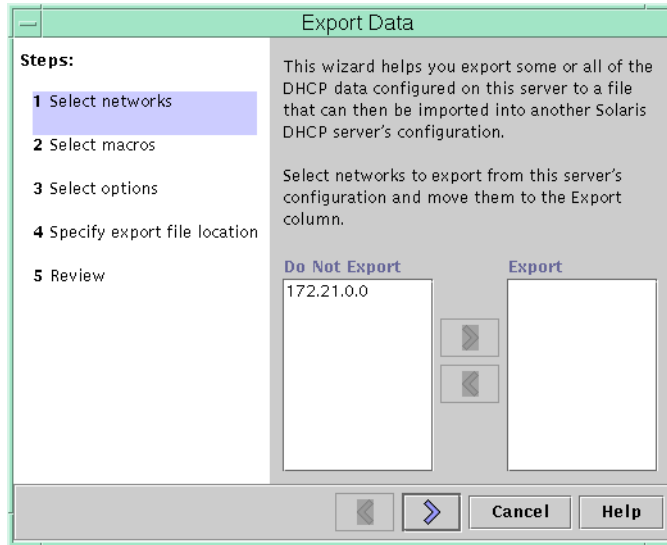 Export Data
Steps:
1 Select networks
2 Select macros
3 Select options
4 Specify export file location
5 Review
This wizard helps you export some or all of the
DHCP data configured on this server to a file
that can then be imported into another Solaris
DHCP server's configuration.
Select networks to export from this server's
configuration and move them to the Export
column.
Do Not Export
172.21.0.0
Export
Cancel
Help